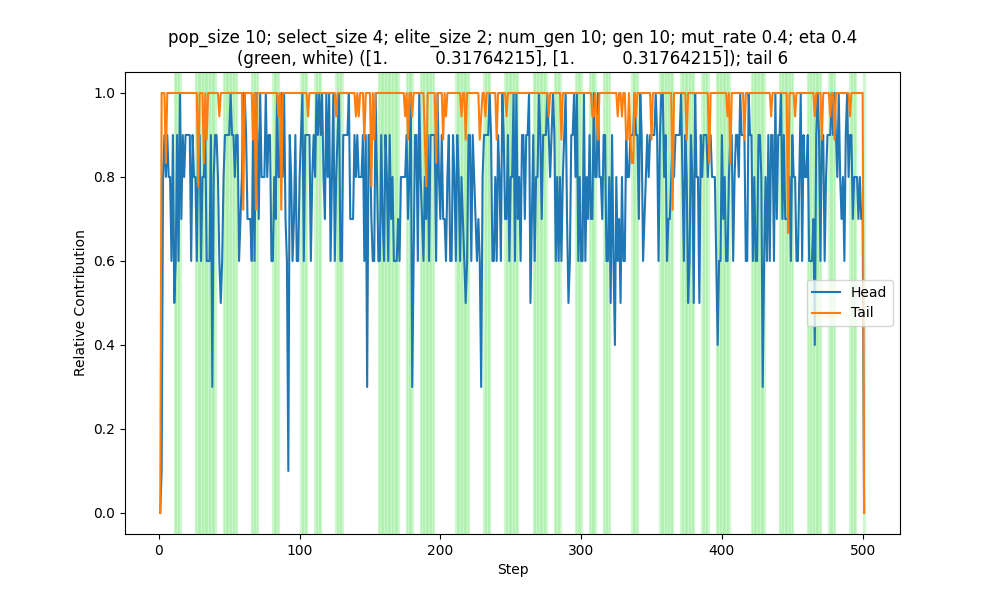 pop_size 10; select_size 4; elite_size 2; num_gen 10; gen 10; mut_rate 0.4; eta 0.4
(green, white) ([1. 0.31764215], [1. 0.31764215]); tail 6
1.0
0.8
0.6
0.4
0.2
0.0
Relative Contribution
Head
Tail
0 100 200 300 400 500
Step